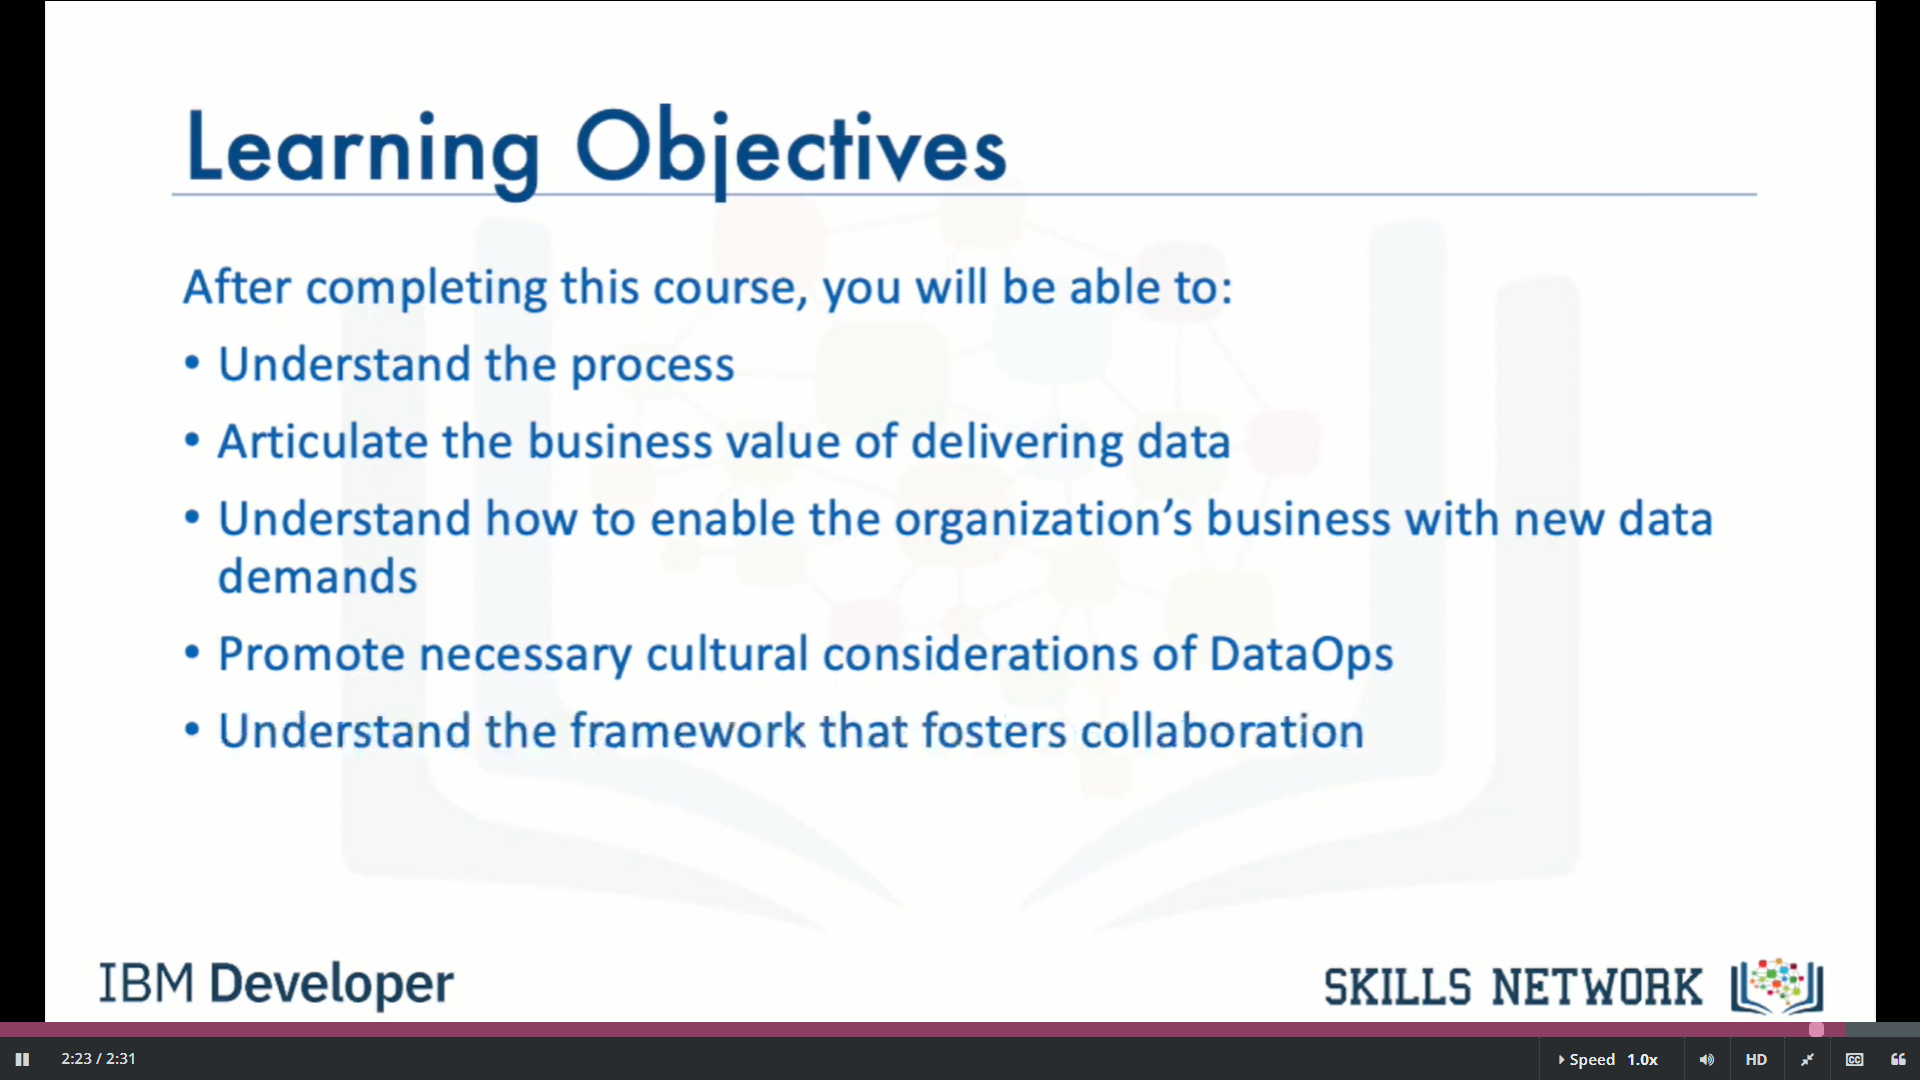 Learning Objectives
After completing this course, you will be able to:
• Understand the process
• Articulate the business value of delivering data
• Understand how to enable the organization’s business with new data
demands
• Promote necessary cultural considerations of DataOps
• Understand the framework that fosters collaboration
IBM Developer
SKILLS NETWORK
2:23 / 2:31
Speed 1.0x
HD
CC